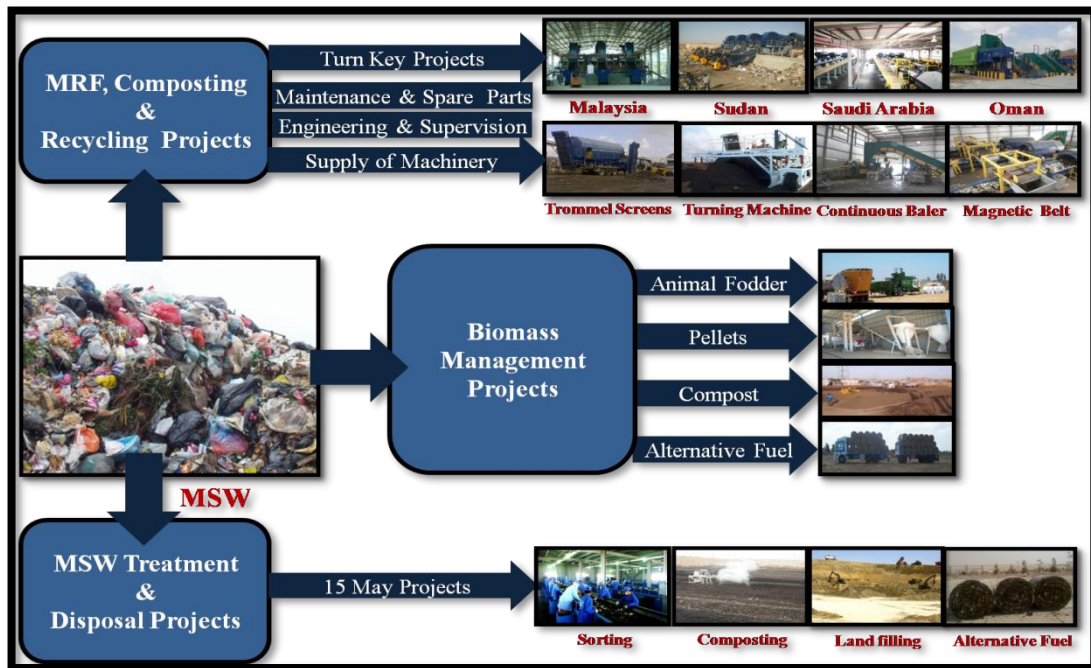 MRF, Composting
&
Recycling Projects
Turn Key Projects
Maintenance & Spare Parts
Engineering & Supervision
Supply of Machinery
Malaysia
Sudan
Saudi Arabia
Oman
Trommel Screens
Turning Machine
Continuous Baler
Magnetic Belt
MSW
Biomass
Management
Projects
Animal Fodder
Pellets
Compost
Alternative Fuel
MSW Treatment
&
Disposal Projects
15 May Projects
Sorting
Composting
Land filling
Alternative Fuel